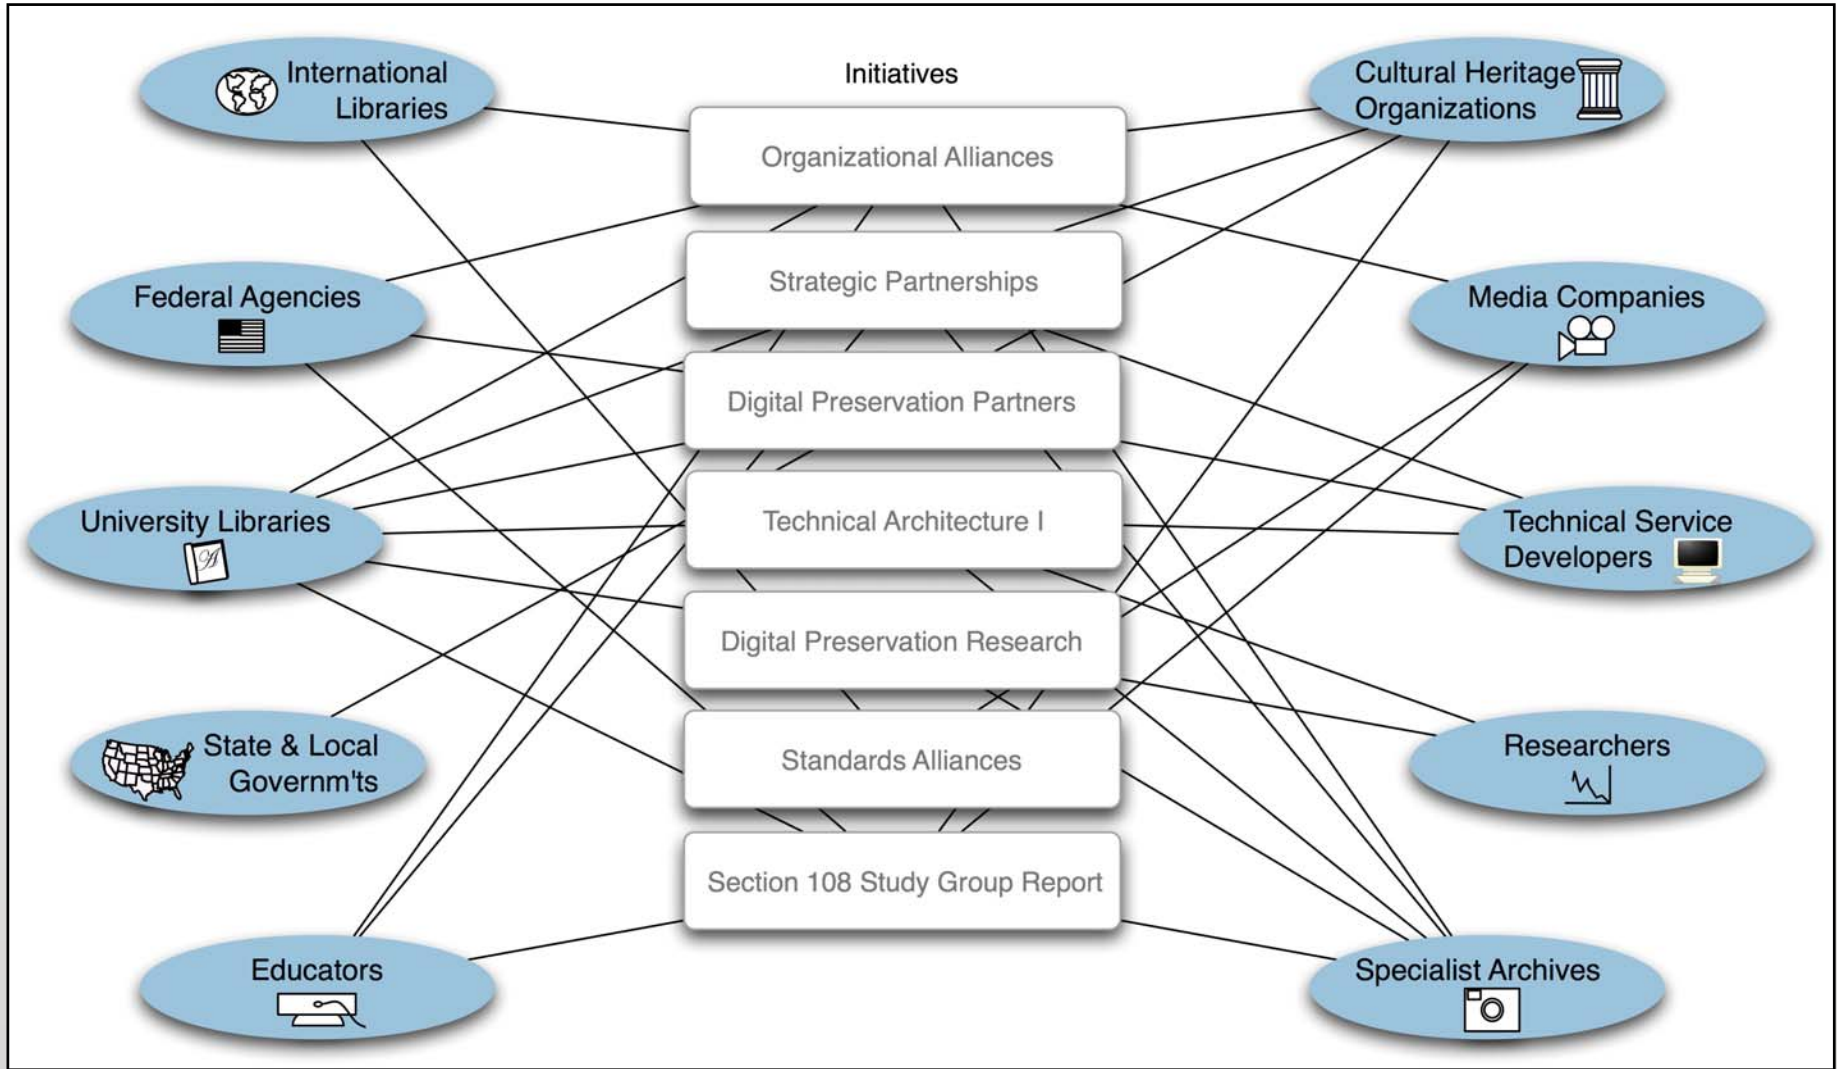 Initiatives
International
Libraries
Federal Agencies
University Libraries
A
State & Local
Governm'ts
Educators
Organizational Alliances
Strategic Partnerships
Digital Preservation Partners
Technical Architecture I
Digital Preservation Research
Standards Alliances
Section 108 Study Group Report
Cultural Heritage
Organizations
Media Companies
Technical Service
Developers
Researchers
Specialist Archives